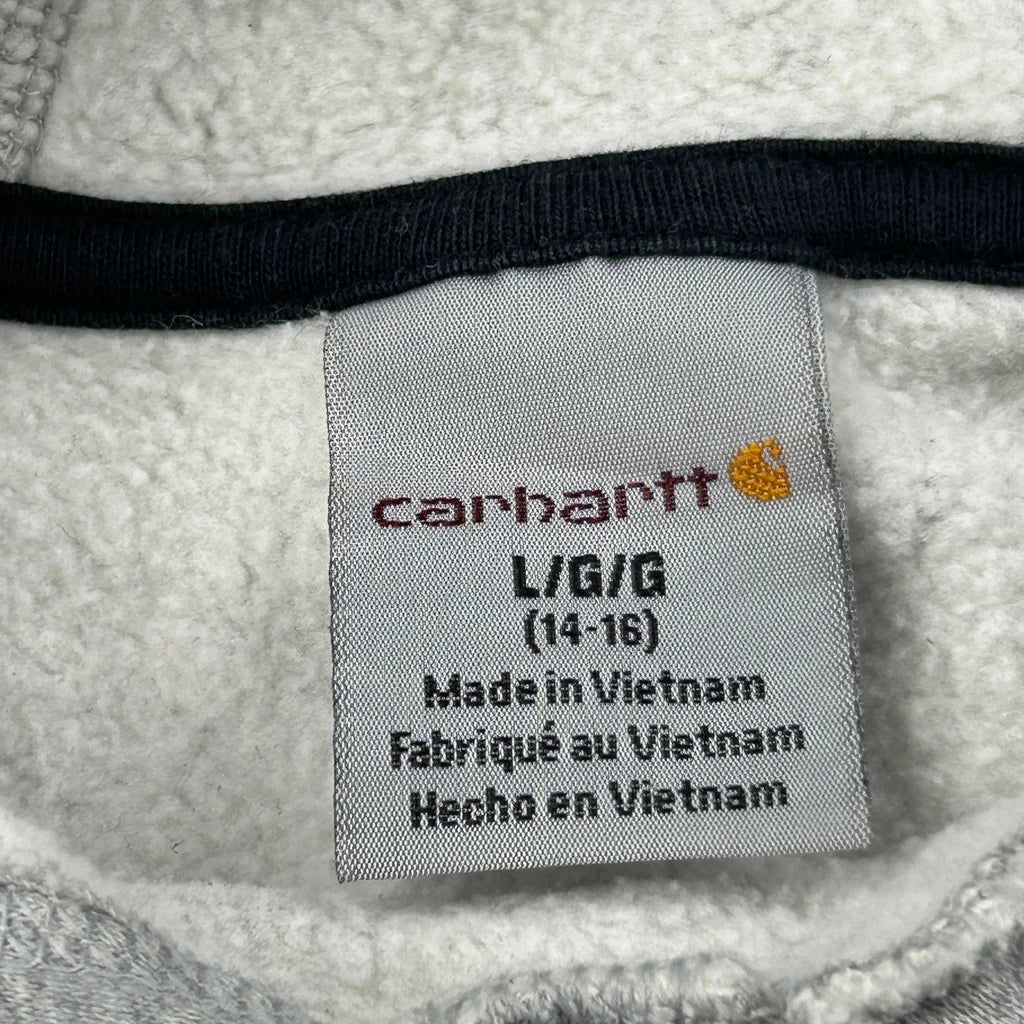 carhartt
L/G/G
(14-16)
Made in Vietnam
Fabriqué au Vietnam
Hecho en Vietnam